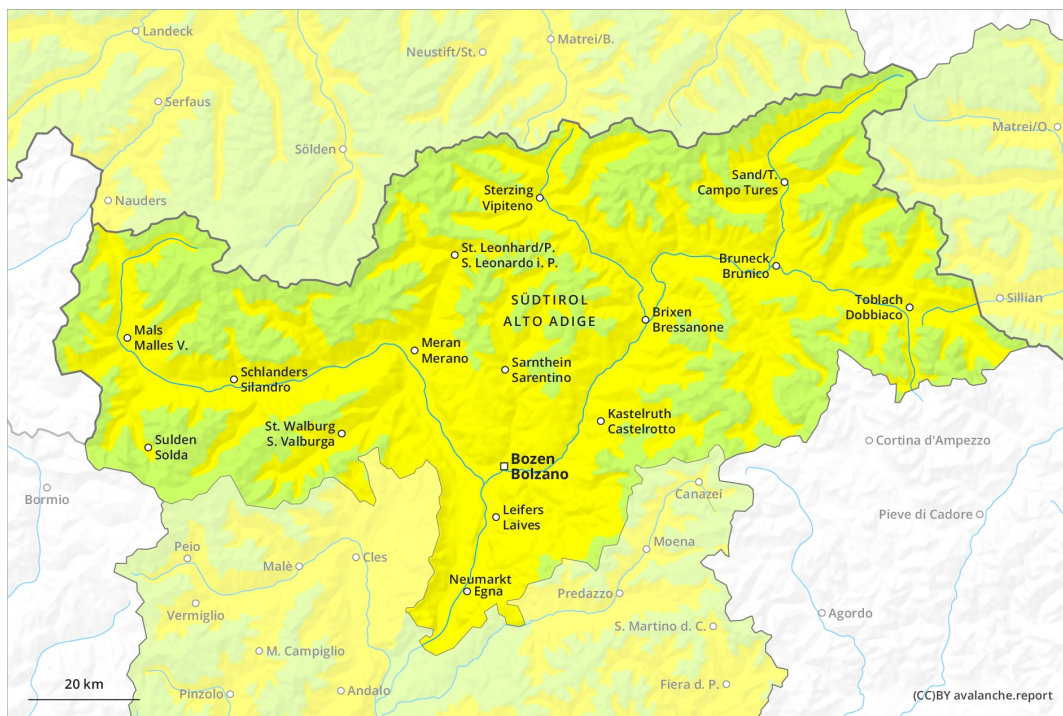 Landeck
Matrei/B.
Neustift/St.
Serfaus
Matrei/O.
Sölden
Sand/T.
Campo Tures
Sterzing
Vipiteno
Nauders
St. Leonhard/P.
S. Leonardo i. P.
Bruneck
Brunico
SÜDTIROL
ALTO ADIGE
Toblach
Dobbiaco
Sillian
Brixen
Bressanone
Mals
Malles V.
Meran
Merano
Sarnthein
Sarentino
Schlanders
Silandro
Kastelruth
Castelrotto
St. Walburg
S. Valburga
Sulden
Solda
Cortina d'Ampezzo
Bozen
Bolzano
Bormio
Canazei
Leifers
Laives
Pieve di Cadore
Moena
Peio
Cles
Malè
Neumarkt
Egna
Predazzo
Vermiglio
Agordo
S. Martino d. C.
M. Campiglio
20 km
Pinzolo
Andalo
Fiera d. P.
(CC)BY avalanche.report